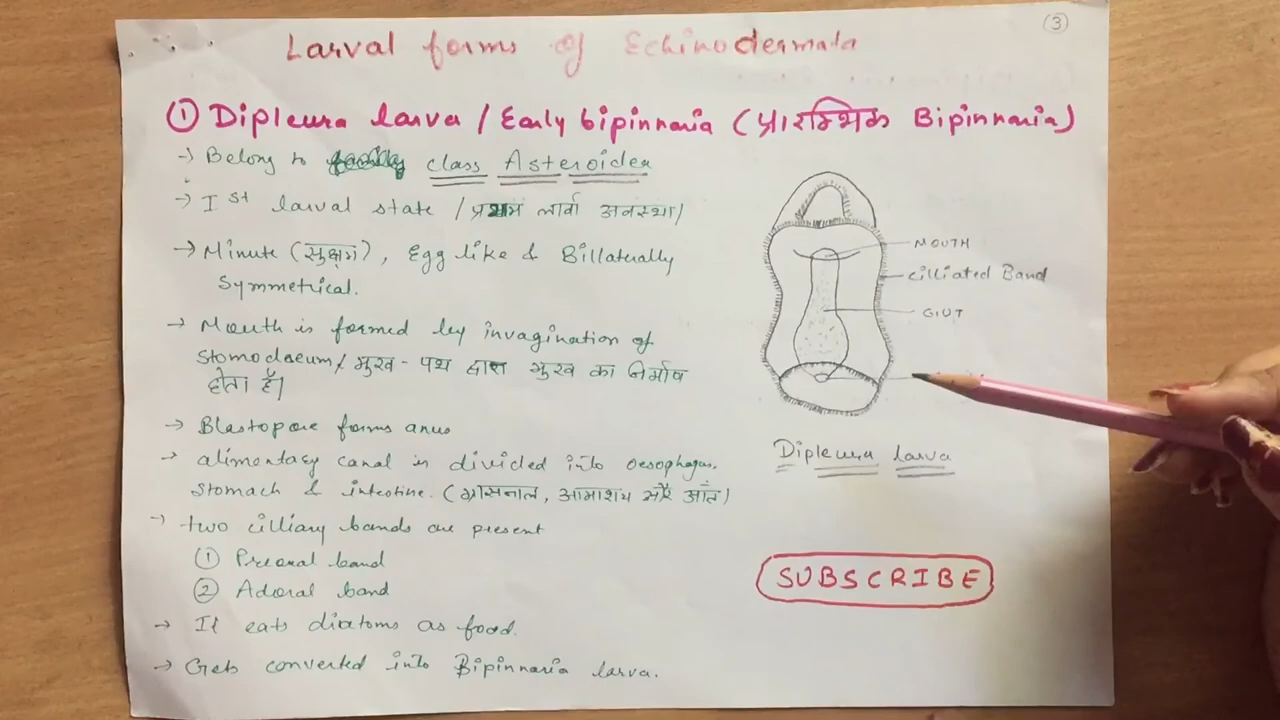 (3)
Larval forms of Echinodermata
① Dipleura larva / Early bipinnaria (प्रारम्भिक Bipinnaria)
→ Belong to class Asteroidea
→ Ist larval state / प्रथम लार्वा अवस्था।
→ Minute (सुक्ष्म), Egg like & Billaterally
Symmetrical.
→ Mouth is formed by invagination of
Stomodaeum / मुख - पथ द्वारा मुख का निर्माण
होता है।
→ Blastopore forms anus
→ alimentary canal is divided into oesophagus,
Stomach & intestine. (ग्रासनाल, आमाशय और आँत)
→ two cilliary bands are present
① Preoral band
② Adoral band
→ It eats diatoms as food.
→ Gets converted into Bipinnaria larva.
MOUTH
Cilliated Band
GUT
Dipleura larva
SUBSCRIBE